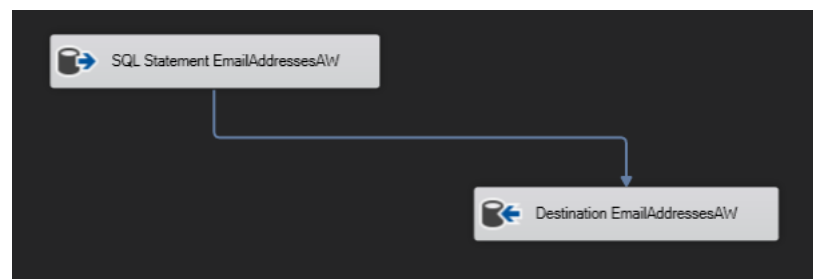 SQL Statement EmailAddressesAW
Destination EmailAddressesAW